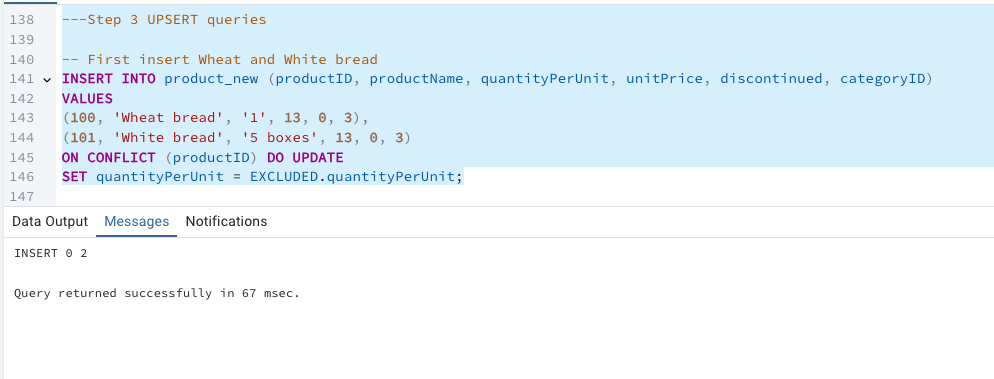 138 ---Step 3 UPSERT queries
139
140 -- First insert Wheat and White bread
141 INSERT INTO product_new (productID, productName, quantityPerUnit, unitPrice, discontinued, categoryID)
142 VALUES
143 (100, 'Wheat bread', '1', 13, 0, 3),
144 (101, 'White bread', '5 boxes', 13, 0, 3)
145 ON CONFLICT (productID) DO UPDATE
146 SET quantityPerUnit = EXCLUDED.quantityPerUnit;
147
Data Output Messages Notifications
INSERT 0 2
Query returned successfully in 67 msec.